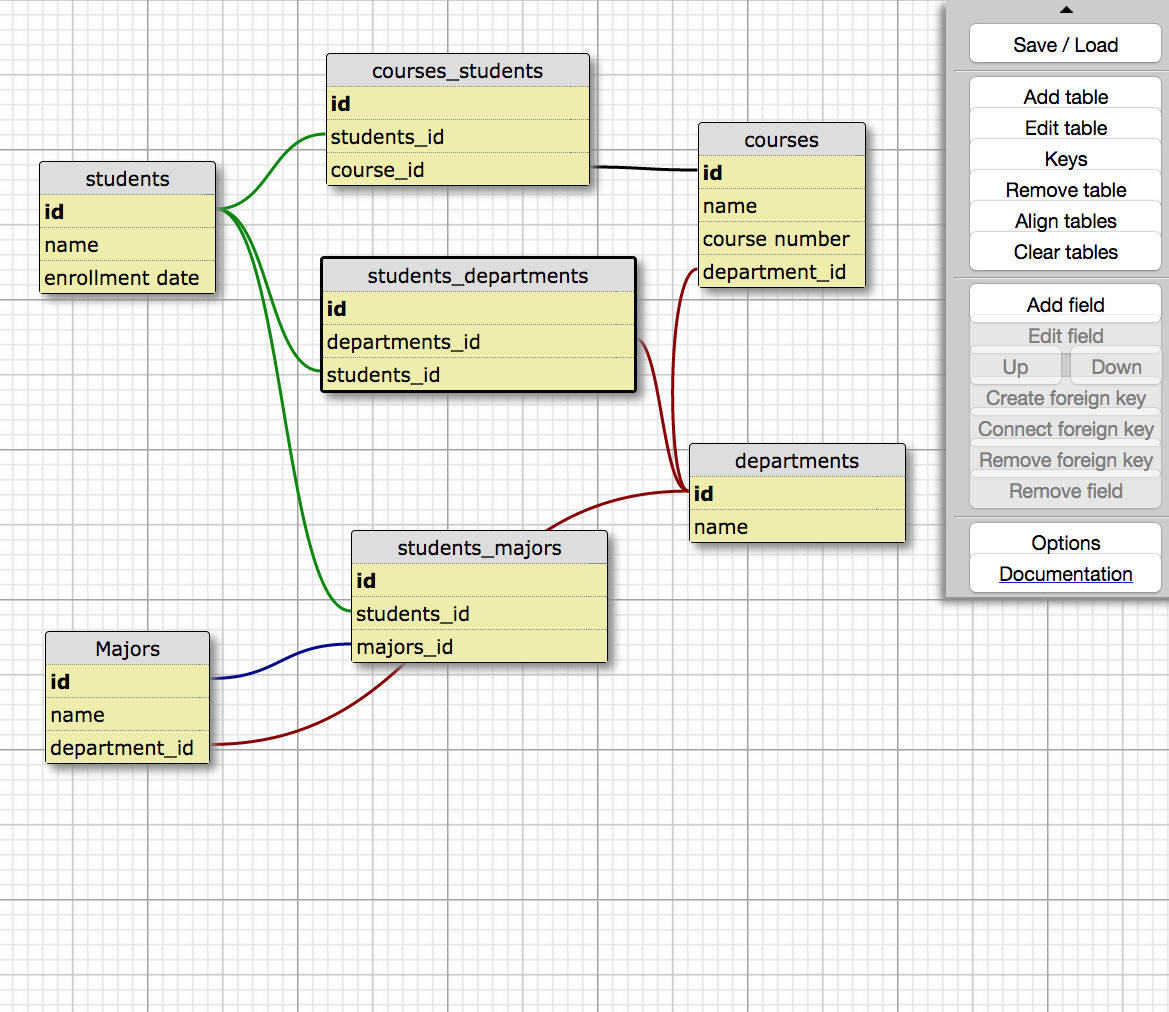 courses_students
id
students_id
course_id
students
id
name
enrollment date
courses
id
name
course number
department_id
students_departments
id
departments_id
students_id
departments
id
name
students_majors
id
students_id
majors_id
Majors
id
name
department_id
Save / Load
Add table
Edit table
Keys
Remove table
Align tables
Clear tables
Add field
Edit field
Up
Down
Create foreign key
Connect foreign key
Remove foreign key
Remove field
Options
Documentation